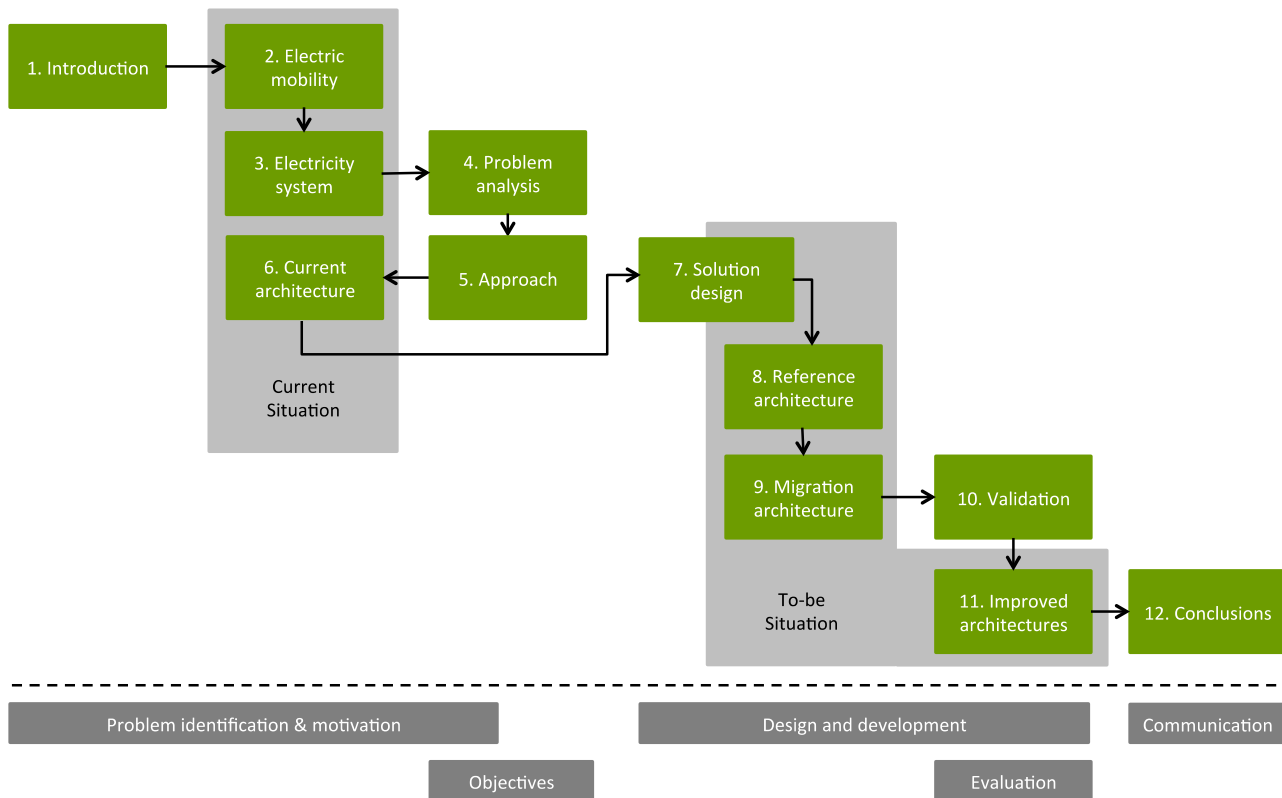 1. Introduction
2. Electric
mobility
3. Electricity
system
4. Problem
analysis
5. Approach
6. Current
architecture
Current
Situation
7. Solution
design
8. Reference
architecture
9. Migration
architecture
10. Validation
To-be
Situation
11. Improved
architectures
12. Conclusions
Problem identification & motivation
Design and development
Communication
Objectives
Evaluation